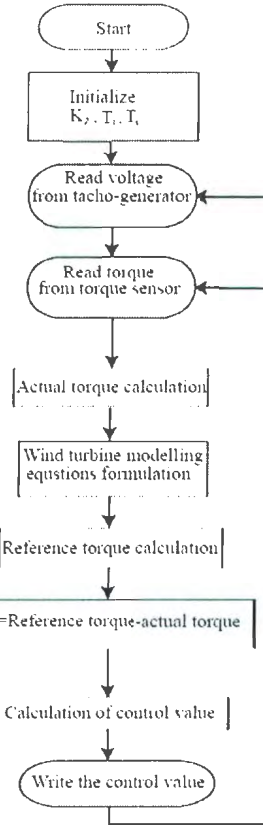 Start
Initialize
Read voltage
from tacho-generator
Read torque
from torque sensor
Actual torque calculation
Wind turbine modelling
equstions formulation
Reference torque calculation
=Reference torque-actual torque
Calculation of control value
Write the control value